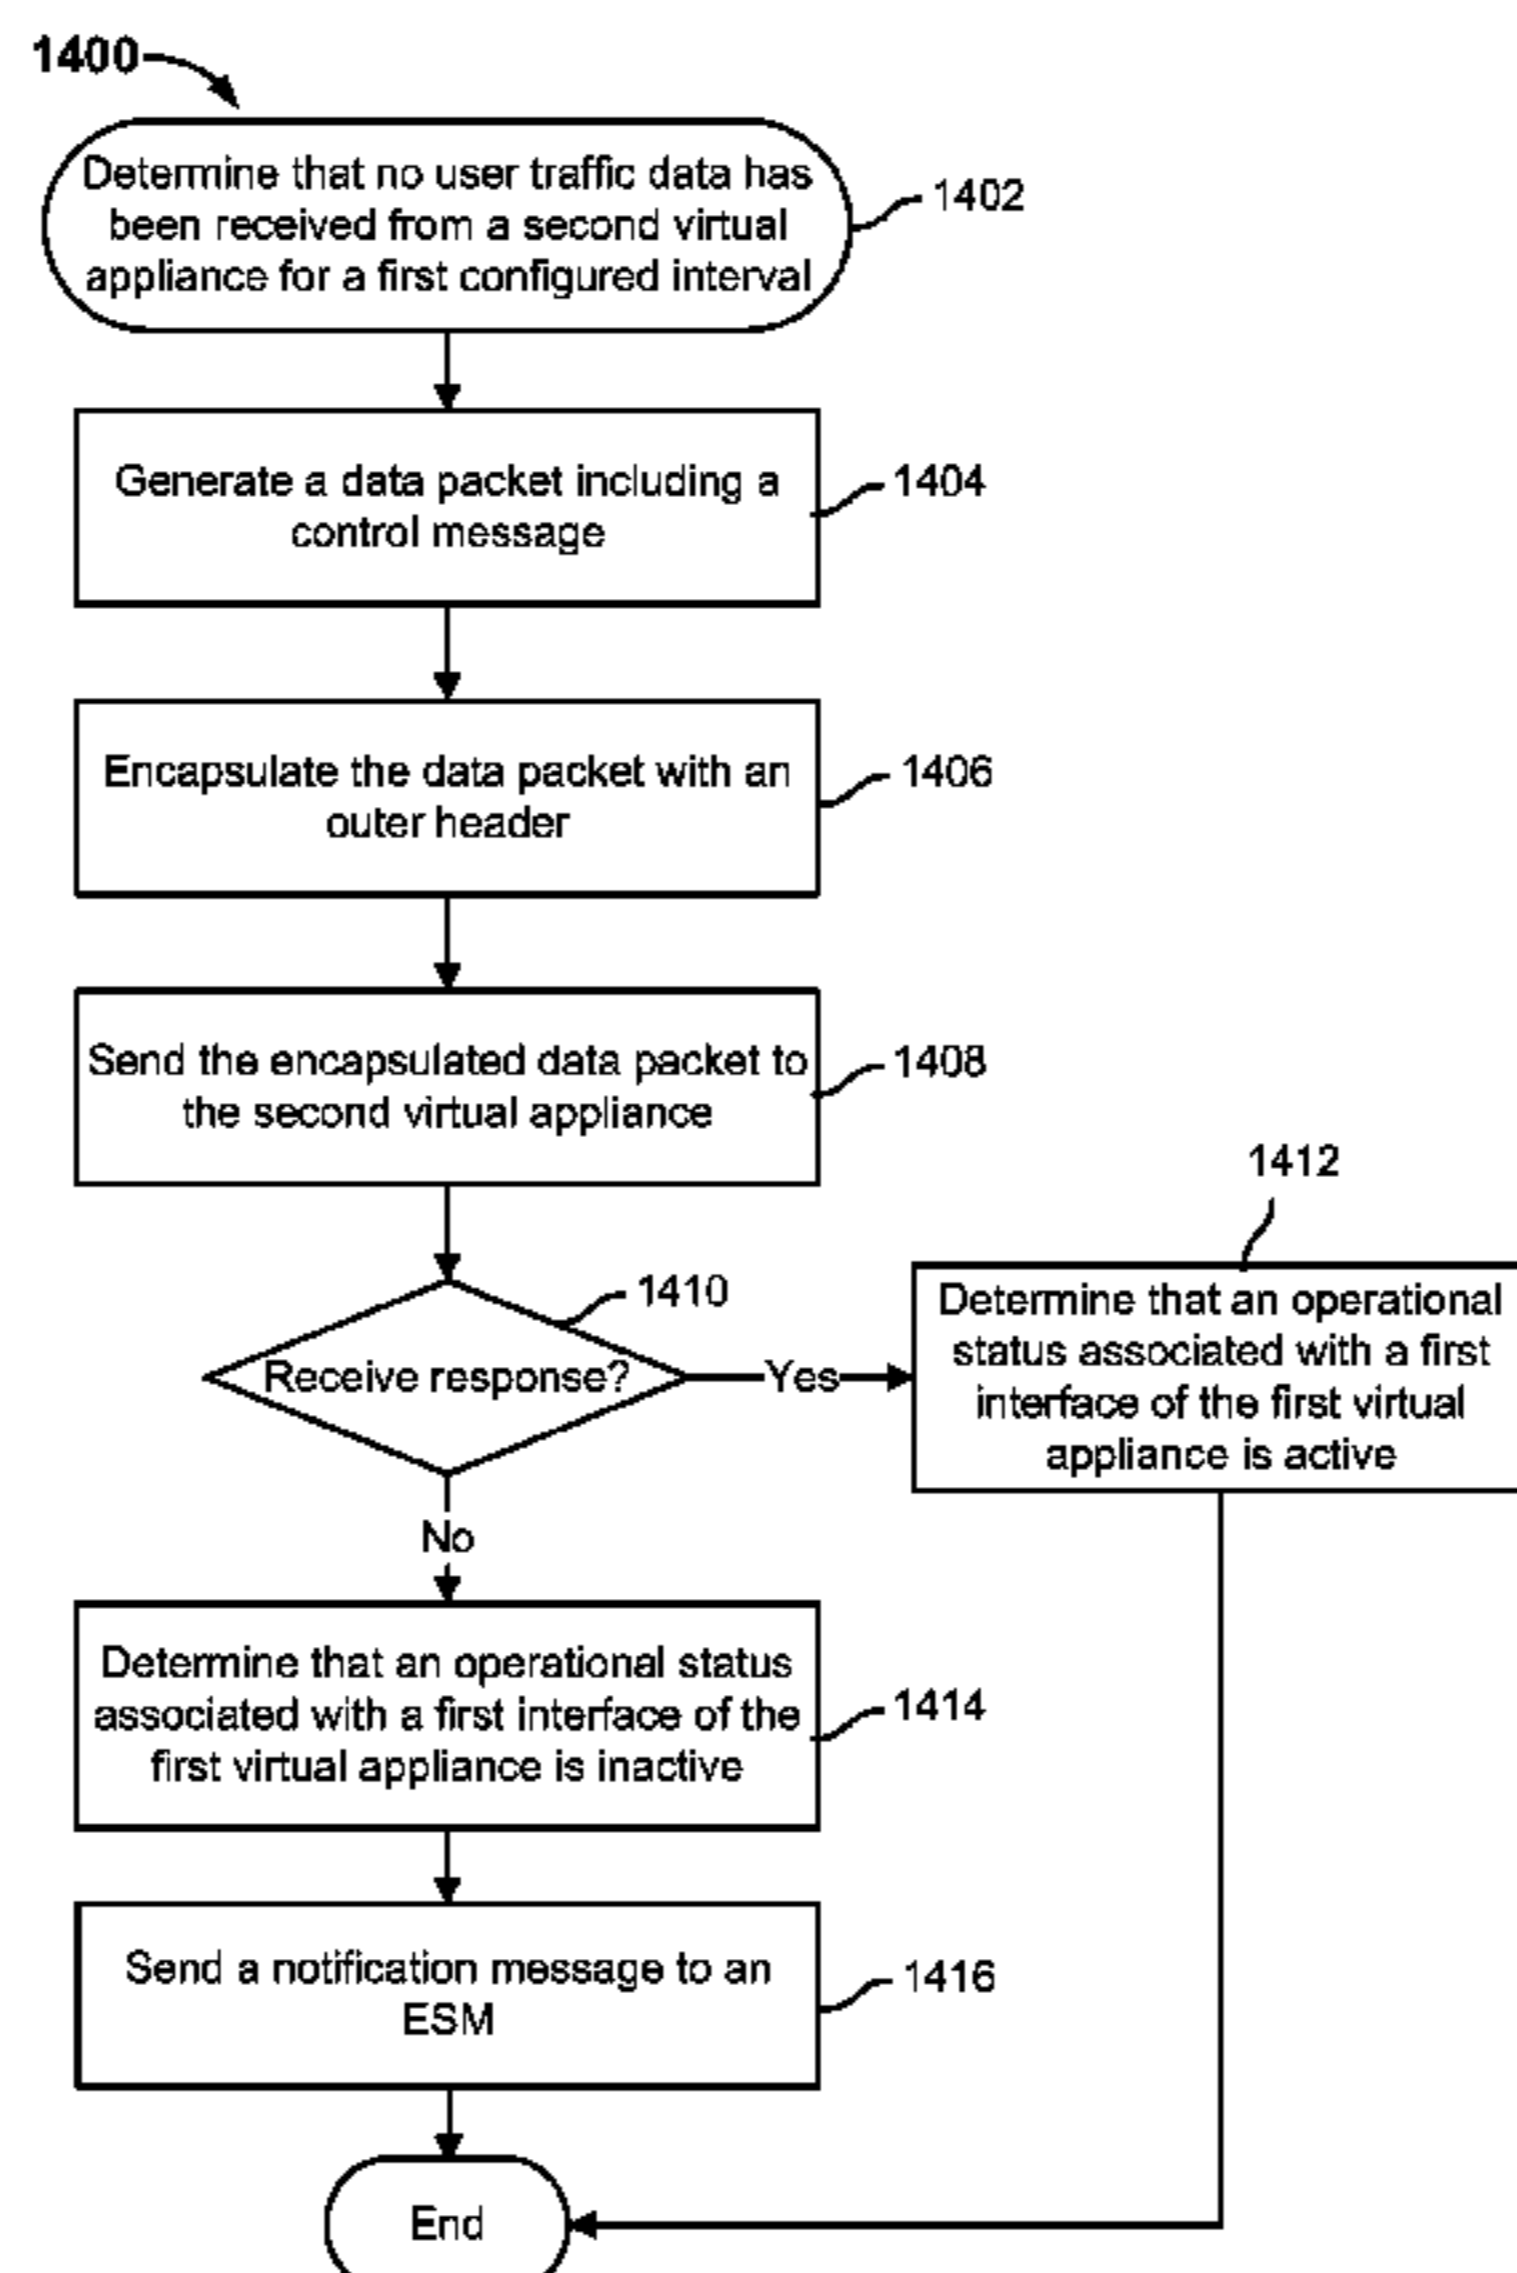 1400
Determine that no user traffic data has
been received from a second virtual
appliance for a first configured interval
1402
Generate a data packet including a
control message
1404
Encapsulate the data packet with an
outer header
1406
Send the encapsulated data packet to
the second virtual appliance
1408
Receive response?
1410
Yes
1412
Determine that an operational
status associated with a first
interface of the first virtual
appliance is active
No
Determine that an operational status
associated with a first interface of the
first virtual appliance is inactive
1414
Send a notification message to an
ESM
1416
End